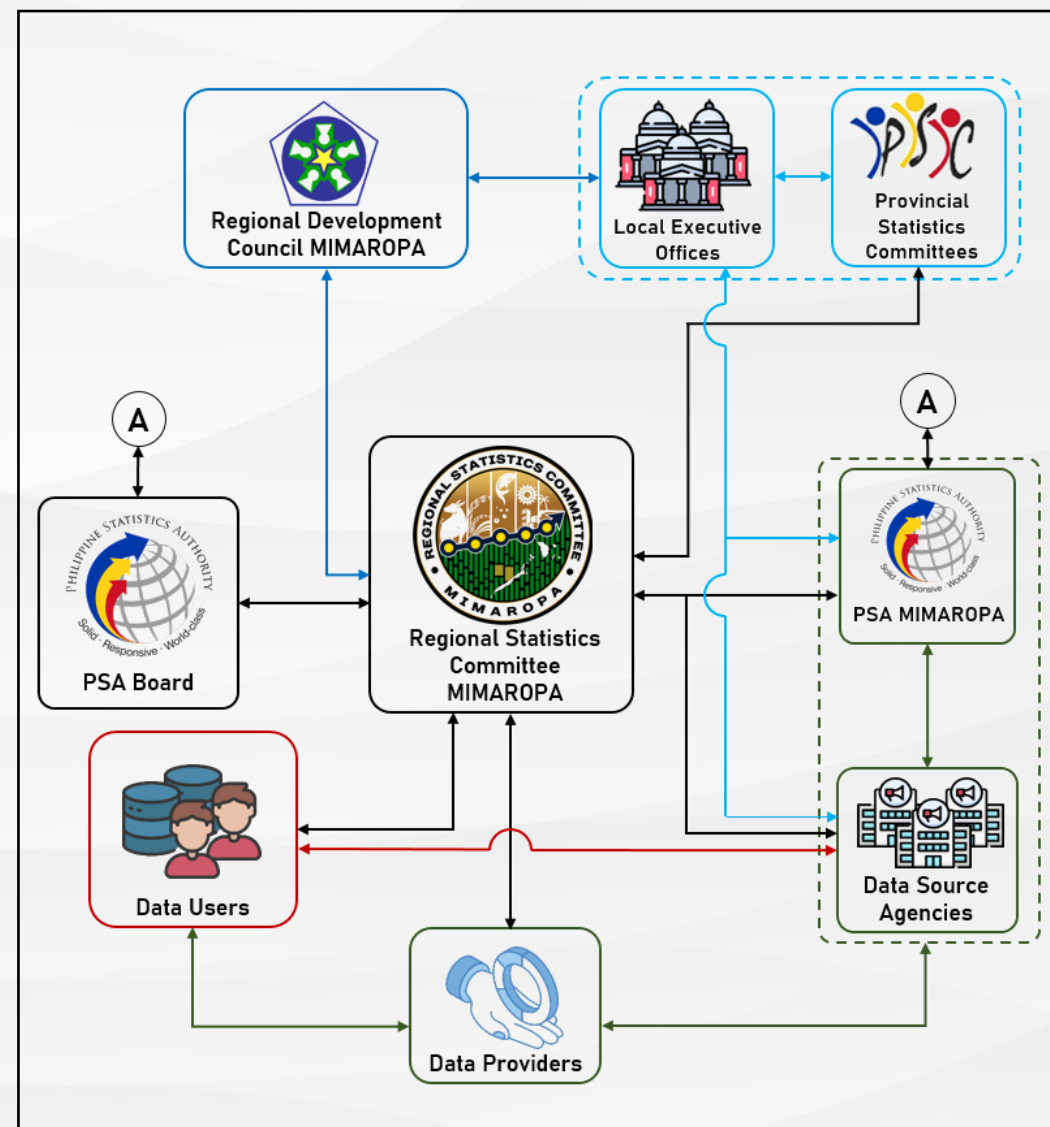 Regional Development
Council MIMAROPA
Local Executive
Offices
PSC
Provincial
Statistics
Committees
A
A
PHILIPPINE STATISTICS AUTHORITY
Solid · Responsive · World-class
PSA Board
REGIONAL STATISTICS COMMITTEE
MIMAROPA
Regional Statistics
Committee
MIMAROPA
PHILIPPINE STATISTICS AUTHORITY
Solid · Responsive · World-class
PSA MIMAROPA
Data Users
Data Source
Agencies
Data Providers